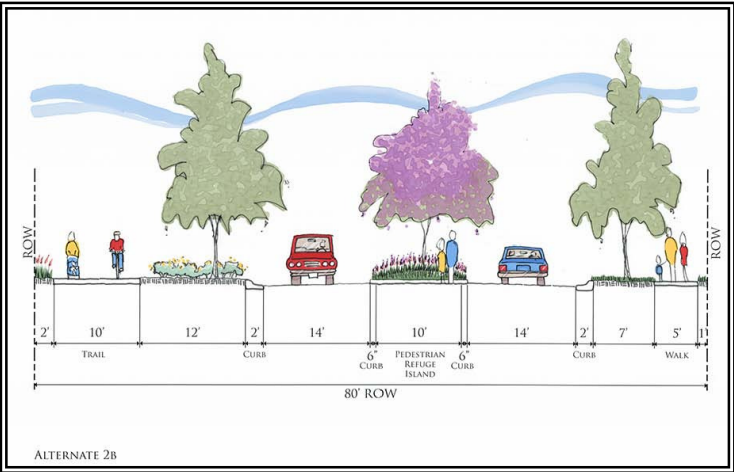 ROW
ROW
2' 10' 12' 2' 14' 10' 14' 2' 7' 5' 1'
TRAIL CURB 6" CURB PEDESTRIAN REFUGE ISLAND 6" CURB CURB WALK
80' ROW
ALTERNATE 2B